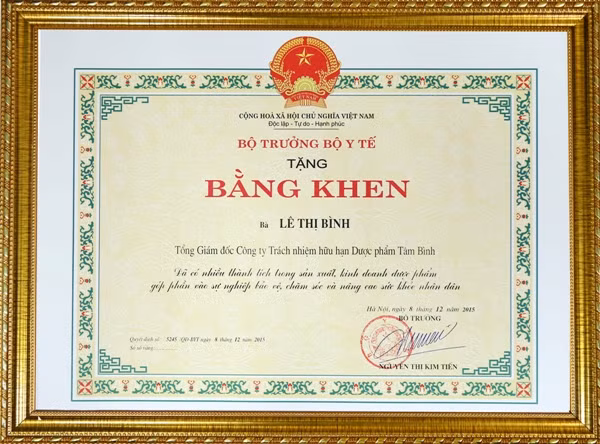 VIỆT NAM
CỘNG HOÀ XÃ HỘI CHỦ NGHĨA VIỆT NAM
Độc lập - Tự do - Hạnh phúc
BỘ TRƯỞNG BỘ Y TẾ
TẶNG
BẰNG KHEN
Bà LÊ THỊ BÌNH
Tổng Giám đốc Công ty Trách nhiệm hữu hạn Dược phẩm Tâm Bình
Đã có nhiều thành tích trong sản xuất, kinh doanh dược phẩm
góp phần vào sự nghiệp bảo vệ, chăm sóc và nâng cao sức khỏe nhân dân
Hà Nội, ngày 8 tháng 12 năm 2015
BỘ TRƯỞNG
Quyết định số: 5245 /QĐ-BYT ngày 8 tháng 12 năm 2015
Sổ số vàng:
NGUYỄN THỊ KIM TIẾN